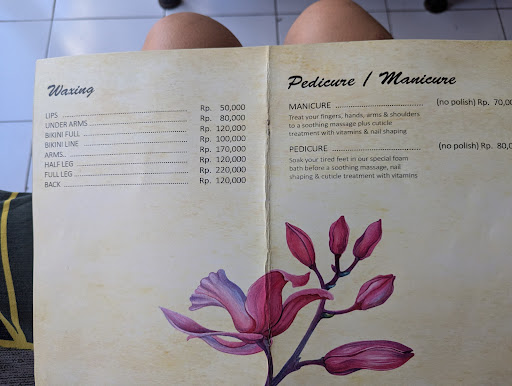 Waxing
LIPS ........................................ Rp. 50,000
UNDER ARMS ........................................ Rp. 80,000
BIKINI FULL ........................................ Rp. 120,000
BIKINI LINE ........................................ Rp. 100,000
ARMS.. ........................................ Rp. 170,000
HALF LEG ........................................ Rp. 120,000
FULL LEG ........................................ Rp. 220,000
BACK ........................................ Rp. 120,000
Pedicure / Manicure
MANICURE ........................................ (no polish) Rp. 70,00
Treat your fingers, hands, arms & shoulders
to a soothing massage plus cuticle
treatment with vitamins & nail shaping
PEDICURE ........................................ (no polish) Rp. 80,0
Soak your tired feet in our special foam
bath before a soothing massage, nail
shaping & cuticle treatment with vitamins